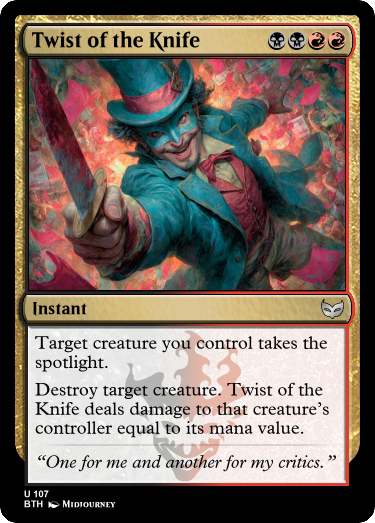 Twist of the Knife
Instant
Target creature you control takes the
spotlight.
Destroy target creature. Twist of the
Knife deals damage to that creature's
controller equal to its mana value.
“One for me and another for my critics.”
U 107
BTH Midjourney